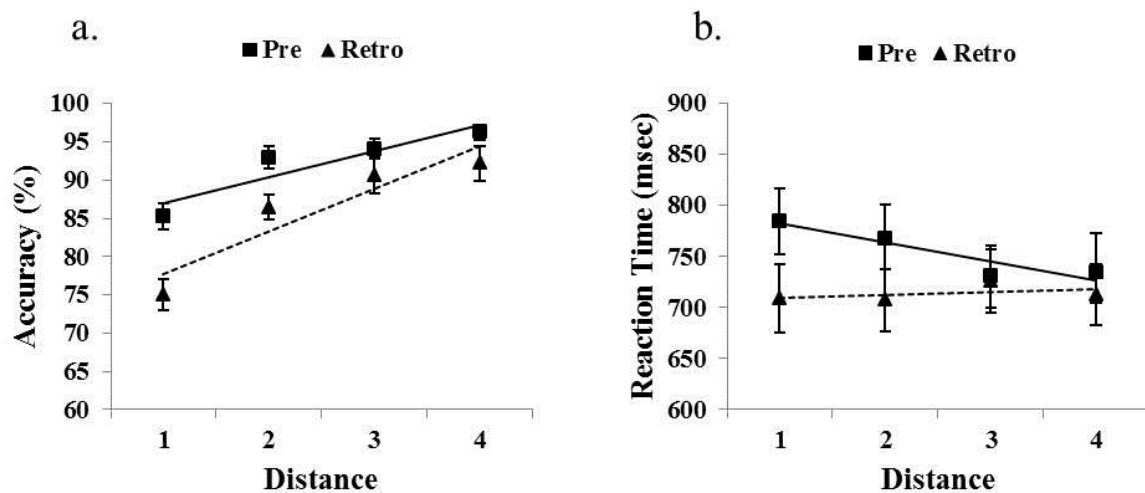 a.
■ Pre ▲ Retro
Accuracy (%)
100
95
90
85
80
75
70
65
60
1 2 3 4
Distance
b.
■ Pre ▲ Retro
Reaction Time (msec)
900
850
800
750
700
650
600
1 2 3 4
Distance